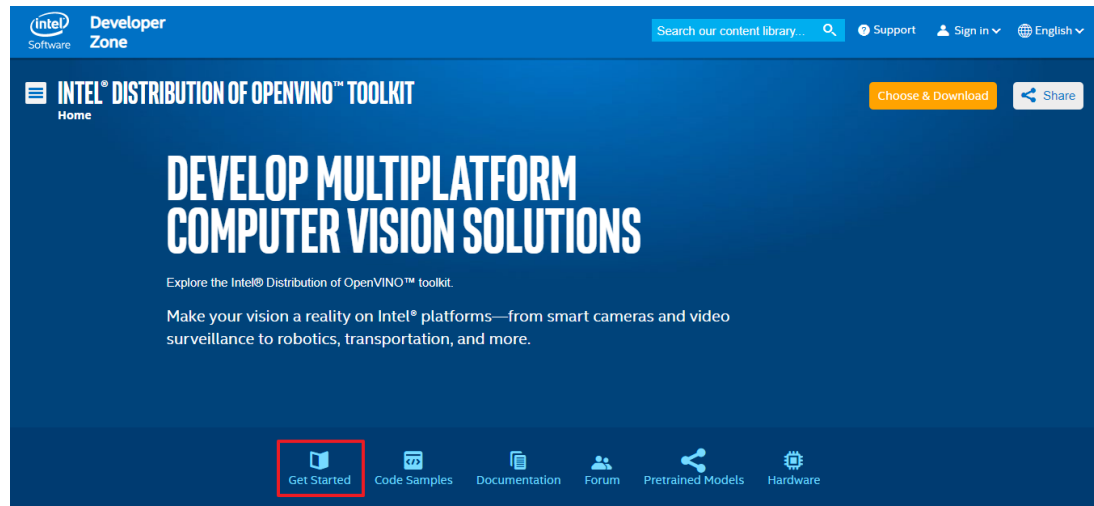 intel
Software
Developer
Zone
Search our content library...
Support
Sign in
English
INTEL® DISTRIBUTION OF OPENVINO™ TOOLKIT
Home
Choose & Download
Share
DEVELOP MULTIPLATFORM
COMPUTER VISION SOLUTIONS
Explore the Intel® Distribution of OpenVINO™ toolkit.
Make your vision a reality on Intel® platforms—from smart cameras and video
surveillance to robotics, transportation, and more.
Get Started
Code Samples
Documentation
Forum
Pretrained Models
Hardware